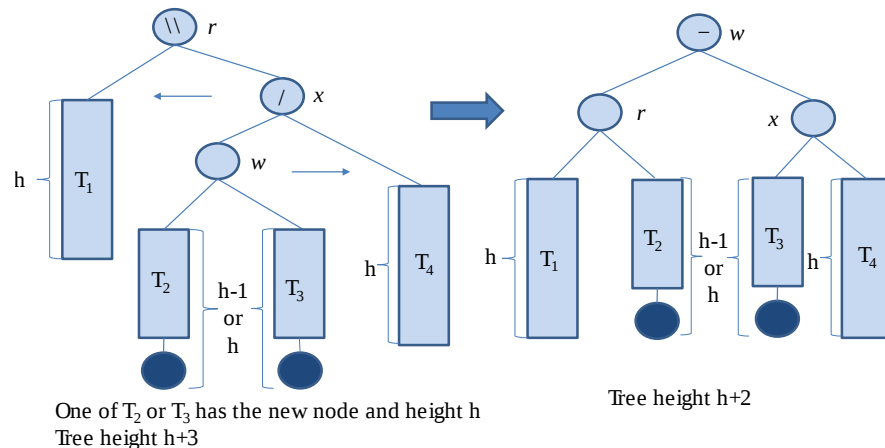 \\ r
− w
/ x
r
x
w
h
T1
T4
h
T2
h-1
or
h
T3
h
T1
T2
h-1
or
h
T3
h
T4
One of T2 or T3 has the new node and height h
Tree height h+3
Tree height h+2